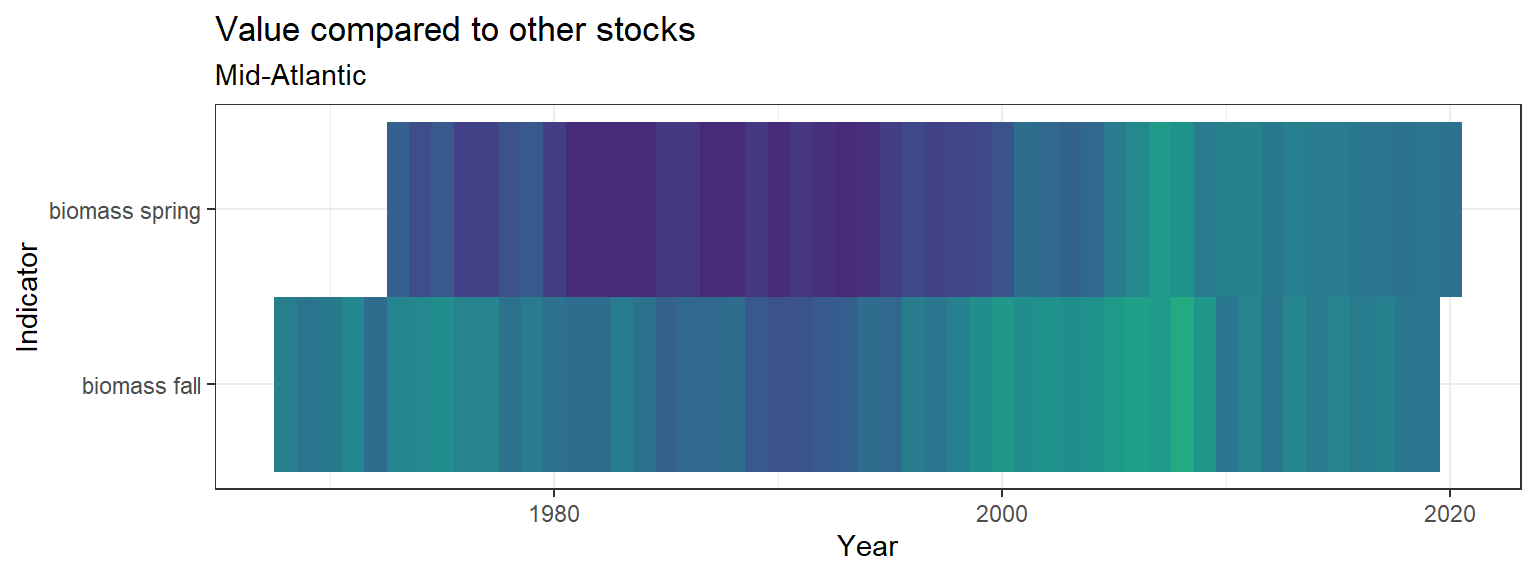 Value compared to other stocks
Mid-Atlantic
Indicator
biomass spring
biomass fall
1980 2000 2020
Year